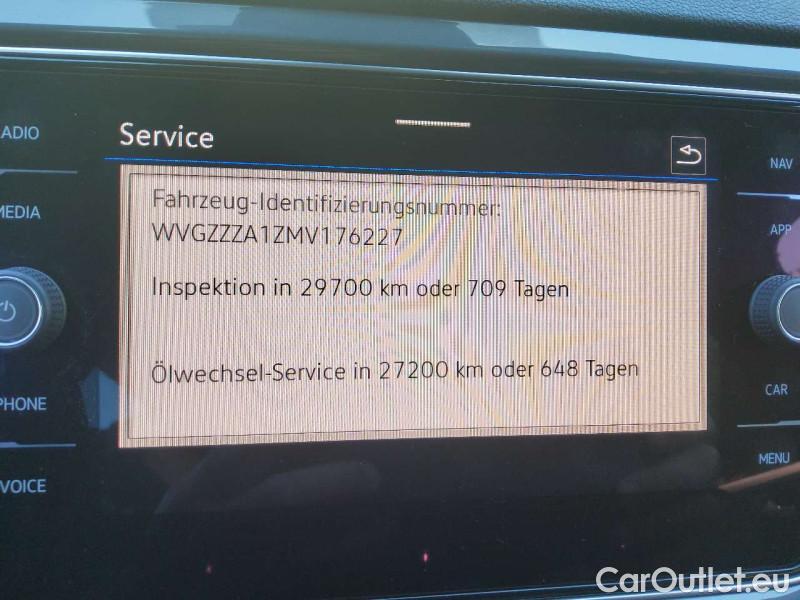 Service
ADIO
MEDIA
PHONE
VOICE
NAV
APP
CAR
MENU
Fahrzeug-Identifizierungsnummer:
WVGZZZA1ZMV176227
Inspektion in 29700 km oder 709 Tagen
Ölwechsel-Service in 27200 km oder 648 Tagen
CarOutlet.eu